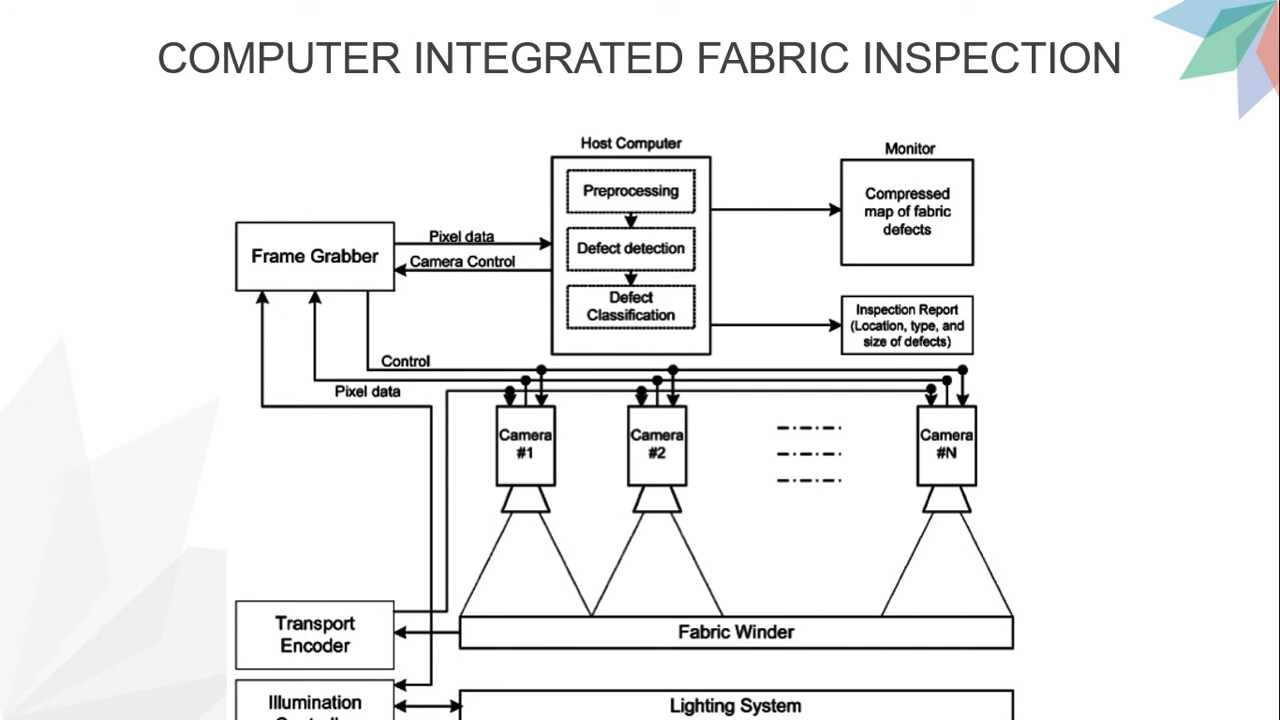 COMPUTER INTEGRATED FABRIC INSPECTION
Host Computer
Monitor
Preprocessing
Defect detection
Defect
Classification
Compressed
map of fabric
defects
Frame Grabber
Pixel data
Camera Control
Inspection Report
(Location, type, and
size of defects)
Control
Pixel data
Camera
#1
Camera
#2
Camera
#N
Transport
Encoder
Fabric Winder
Illumination
Lighting System